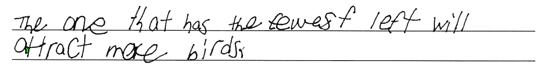 The one that has the fewest left will
attract more birds.